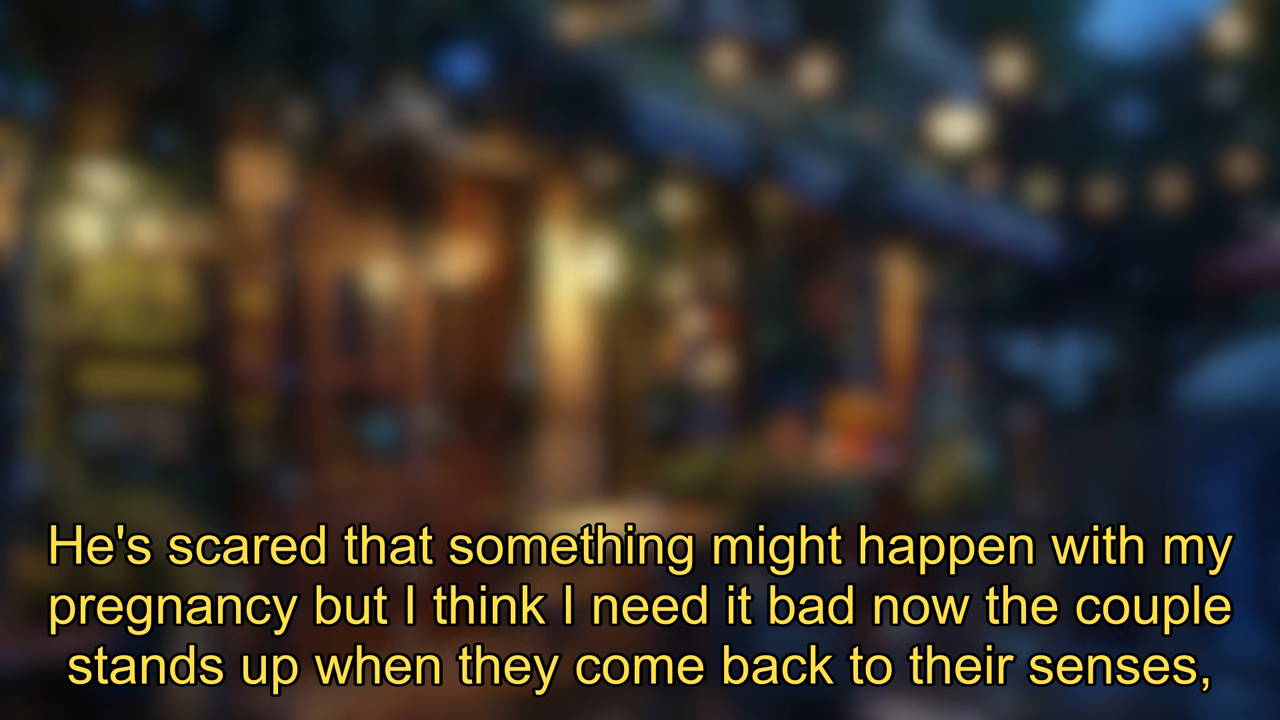 He's scared that something might happen with my
pregnancy but I think I need it bad now the couple
stands up when they come back to their senses,